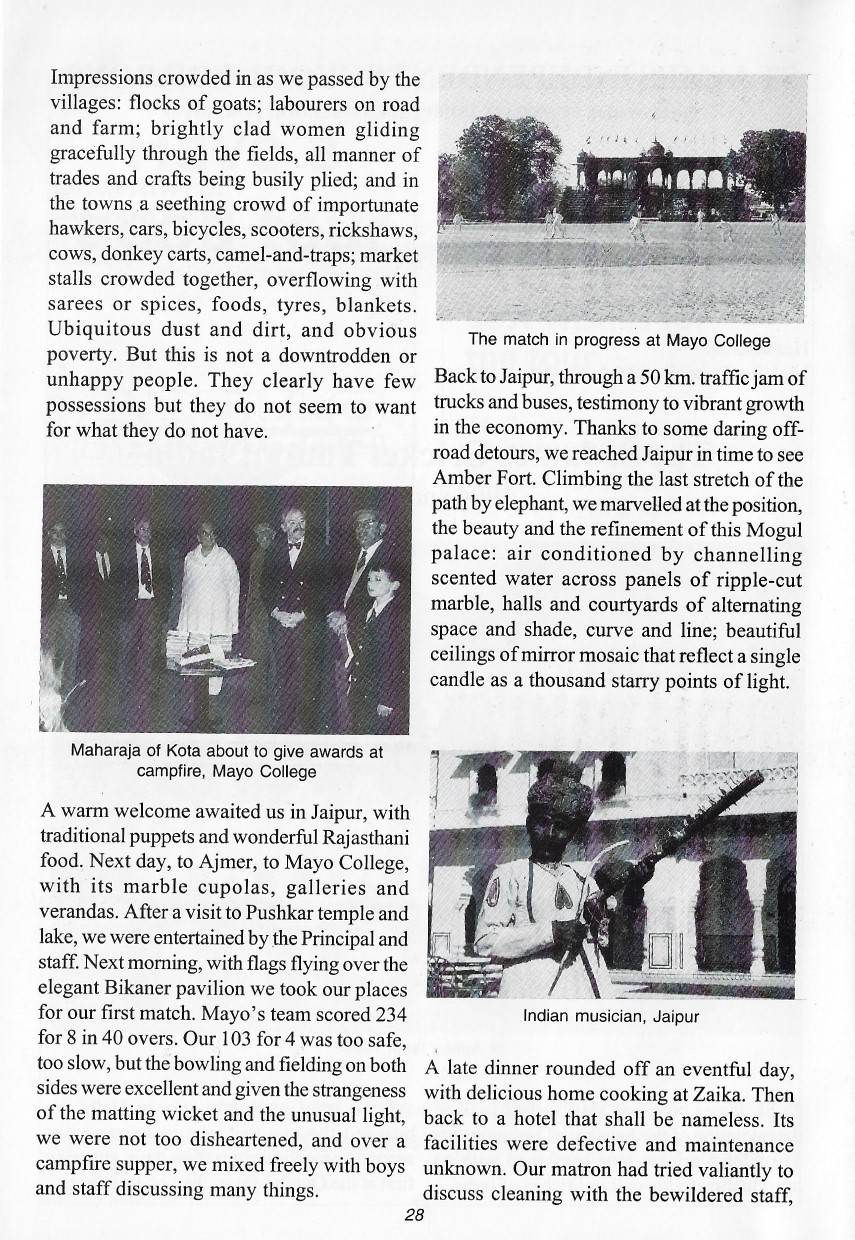 Impressions crowded in as we passed by the
villages: flocks of goats; labourers on road
and farm; brightly clad women gliding
gracefully through the fields, all manner of
trades and crafts being busily plied; and in
the towns a seething crowd of importunate
hawkers, cars, bicycles, scooters, rickshaws,
cows, donkey carts, camel-and-traps; market
stalls crowded together, overflowing with
sarees or spices, foods, tyres, blankets.
Ubiquitous dust and dirt, and obvious
poverty. But this is not a downtrodden or
unhappy people. They clearly have few
possessions but they do not seem to want
for what they do not have.
Maharaja of Kota about to give awards at
campfire, Mayo College
A warm welcome awaited us in Jaipur, with
traditional puppets and wonderful Rajasthani
food. Next day, to Ajmer, to Mayo College,
with its marble cupolas, galleries and
verandas. After a visit to Pushkar temple and
lake, we were entertained by the Principal and
staff. Next morning, with flags flying over the
elegant Bikaner pavilion we took our places
for our first match. Mayo's team scored 234
for 8 in 40 overs. Our 103 for 4 was too safe,
too slow, but the bowling and fielding on both
sides were excellent and given the strangeness
of the matting wicket and the unusual light,
we were not too disheartened, and over a
campfire supper, we mixed freely with boys
and staff discussing many things.
The match in progress at Mayo College
Back to Jaipur, through a 50 km. traffic jam of
trucks and buses, testimony to vibrant growth
in the economy. Thanks to some daring off-
road detours, we reached Jaipur in time to see
Amber Fort. Climbing the last stretch of the
path by elephant, we marvelled at the position,
the beauty and the refinement of this Mogul
palace: air conditioned by channelling
scented water across panels of ripple-cut
marble, halls and courtyards of alternating
space and shade, curve and line; beautiful
ceilings of mirror mosaic that reflect a single
candle as a thousand starry points of light.
Indian musician, Jaipur
A late dinner rounded off an eventful day,
with delicious home cooking at Zaika. Then
back to a hotel that shall be nameless. Its
facilities were defective and maintenance
unknown. Our matron had tried valiantly to
discuss cleaning with the bewildered staff,
28